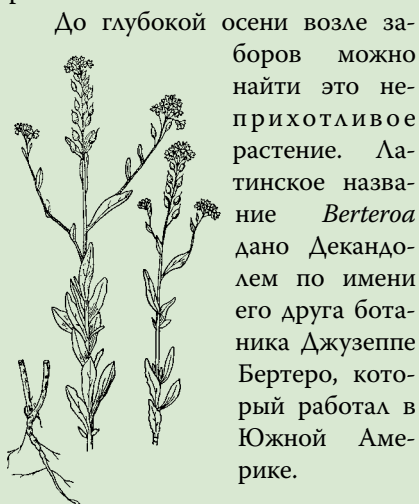 До глубокой осени возле за-
боров можно
найти это не-
прихотливое
растение. Ла-
тинское назва-
ние Berteroa
дано Декандо-
лем по имени
его друга бота-
ника Джузеппе
Бертеро, кото-
рый работал в
Южной Аме-
рике.